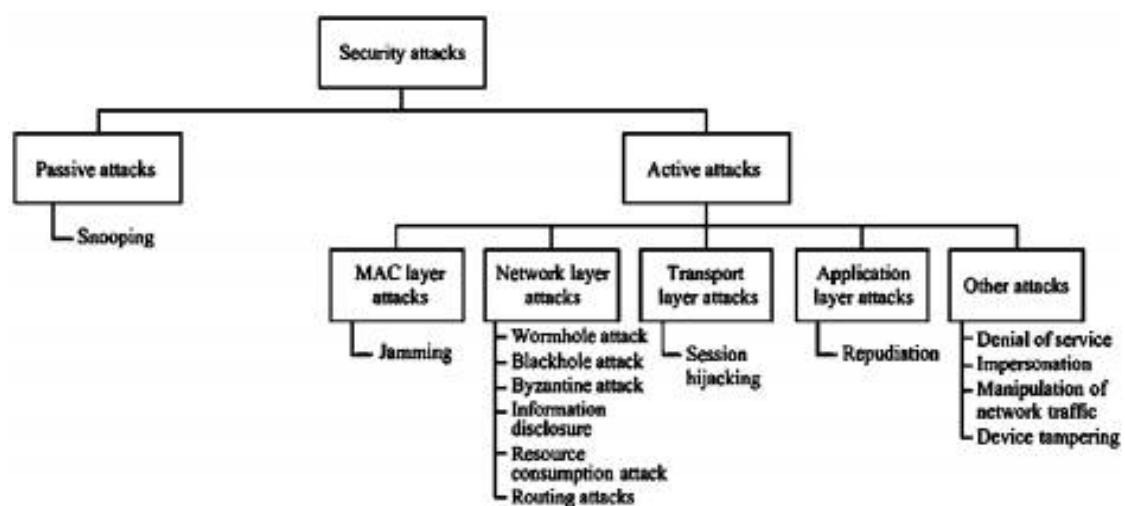 Security attacks
Passive attacks
Active attacks
Snooping
MAC layer
attacks
Network layer
attacks
Transport
layer attacks
Application
layer attacks
Other attacks
Jamming
Wormhole attack
Blackhole attack
Byzantine attack
Information
disclosure
Resource
consumption attack
Routing attacks
Session
hijacking
Repudiation
Denial of service
Impersonation
Manipulation of
network traffic
Device tampering